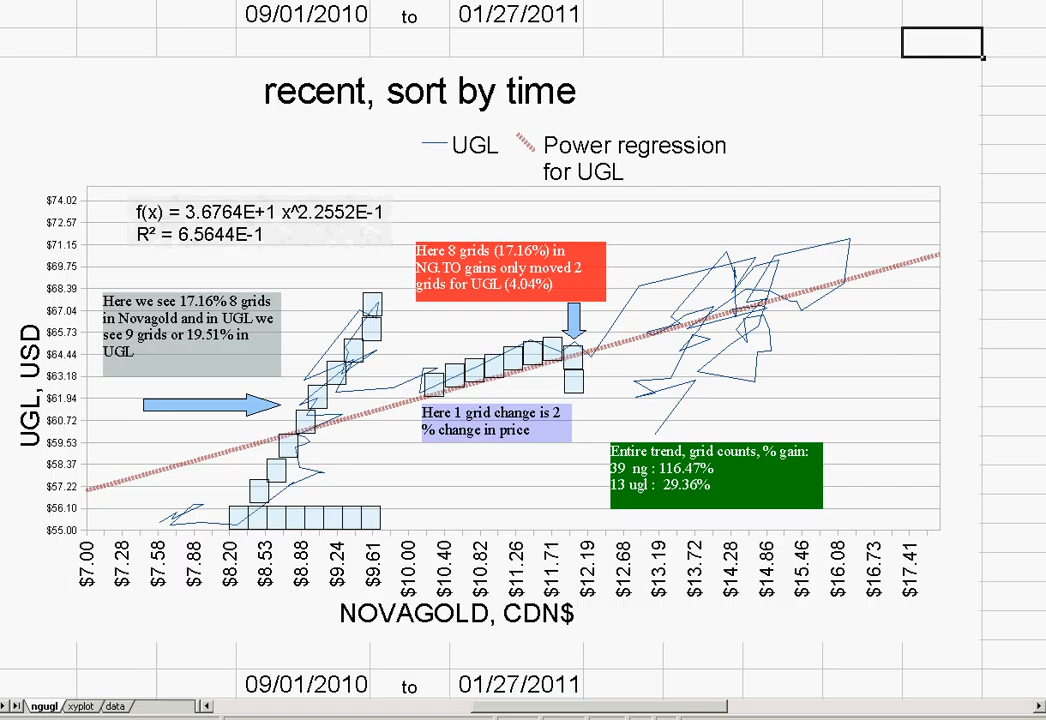 09/01/2010 to 01/27/2011
recent, sort by time
UGL
Power regression
for UGL
f(x) = 3.6764E+1 x^2.2552E-1
R² = 6.5644E-1
UGL, USD
$74.02
$72.57
$71.15
$69.75
$68.39
$67.04
$65.73
$64.44
$63.18
$61.94
$60.72
$59.53
$58.37
$57.22
$56.10
$55.00
Here 8 grids (17.16%) in
NG.TO gains only moved 2
grids for UGL (4.04%)
Here we see 17.16% 8 grids
in Novagold and in UGL we
see 9 grids or 19.51% in
UGL
Here 1 grid change is 2
% change in price
Entire trend, grid counts, % gain:
39 ng : 116.47%
13 ugl : 29.36%
$7.00
$7.28
$7.58
$7.88
$8.20
$8.53
$8.88
$9.24
$9.61
$10.00
$10.40
$10.82
$11.26
$11.71
$12.19
$12.68
$13.19
$13.72
$14.28
$14.86
$15.46
$16.08
$16.73
$17.41
NOVAGOLD, CDN$
09/01/2010 to 01/27/2011
ngugl xyplot data